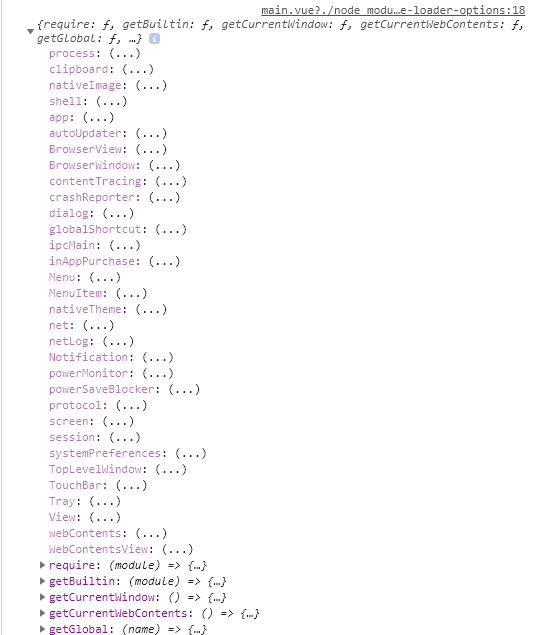 main.vue?./node_modu…e-loader-options:18
{require: ƒ, getBuiltin: ƒ, getCurrentWindow: ƒ, getCurrentWebContents: ƒ,
getGlobal: ƒ, …} i
process: (...)
clipboard: (...)
nativeImage: (...)
shell: (...)
app: (...)
autoUpdater: (...)
BrowserView: (...)
BrowserWindow: (...)
contentTracing: (...)
crashReporter: (...)
dialog: (...)
globalShortcut: (...)
ipcMain: (...)
inAppPurchase: (...)
Menu: (...)
MenuItem: (...)
nativeTheme: (...)
net: (...)
netLog: (...)
Notification: (...)
powerMonitor: (...)
powerSaveBlocker: (...)
protocol: (...)
screen: (...)
session: (...)
systemPreferences: (...)
TopLevelWindow: (...)
TouchBar: (...)
Tray: (...)
View: (...)
webContents: (...)
WebContentsView: (...)
require: (module) => {…}
getBuiltin: (module) => {…}
getCurrentWindow: () => {…}
getCurrentWebContents: () => {…}
getGlobal: (name) => {…}